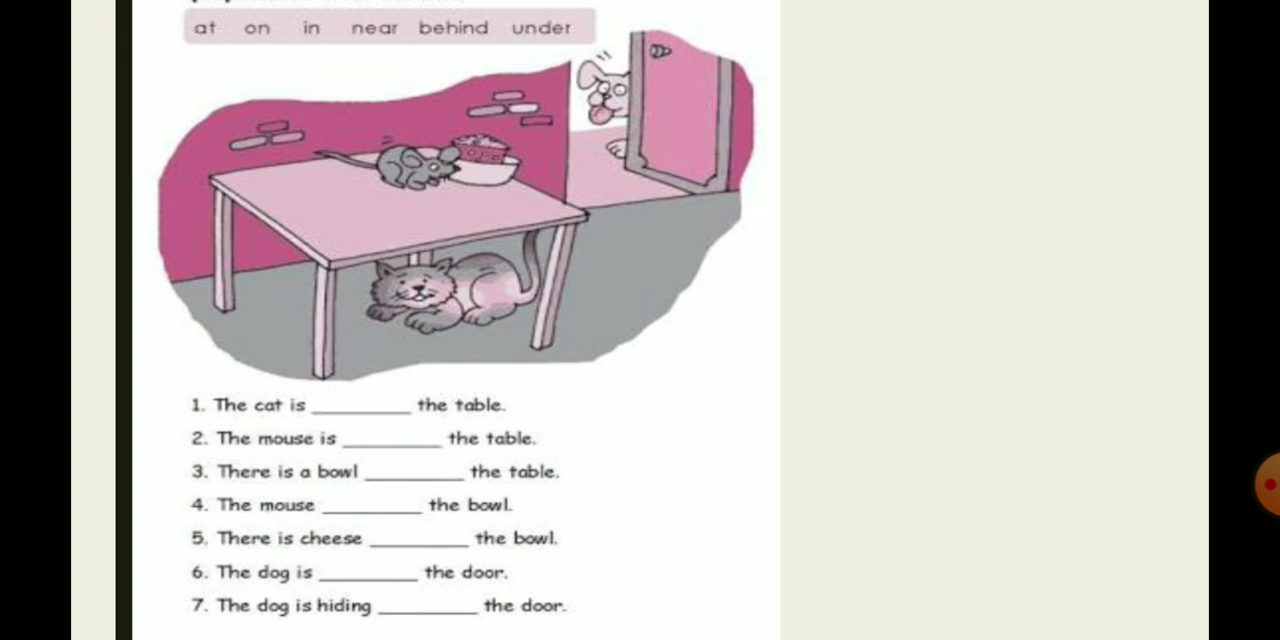 at on in near behind under
1. The cat is __________ the table.
2. The mouse is __________ the table.
3. There is a bowl __________ the table.
4. The mouse __________ the bowl.
5. There is cheese __________ the bowl.
6. The dog is __________ the door.
7. The dog is hiding __________ the door.